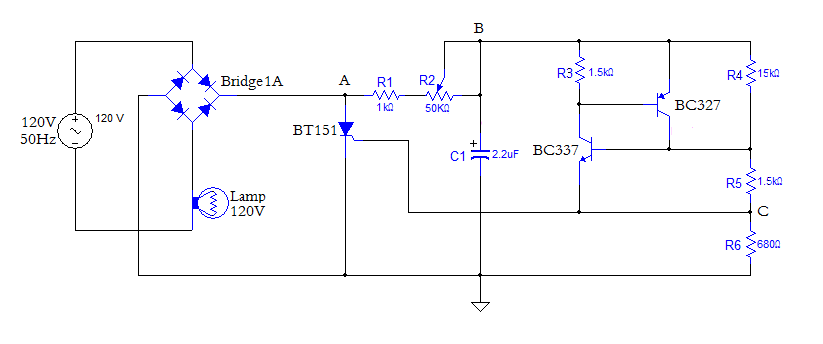 B
Bridge1A
A
R1
1kΩ
R2
50KΩ
R3
1.5kΩ
R4
15kΩ
BC327
120V
50Hz
120 V
BT151
C1
2.2uF
BC337
R5
1.5kΩ
Lamp
120V
C
R6
680Ω